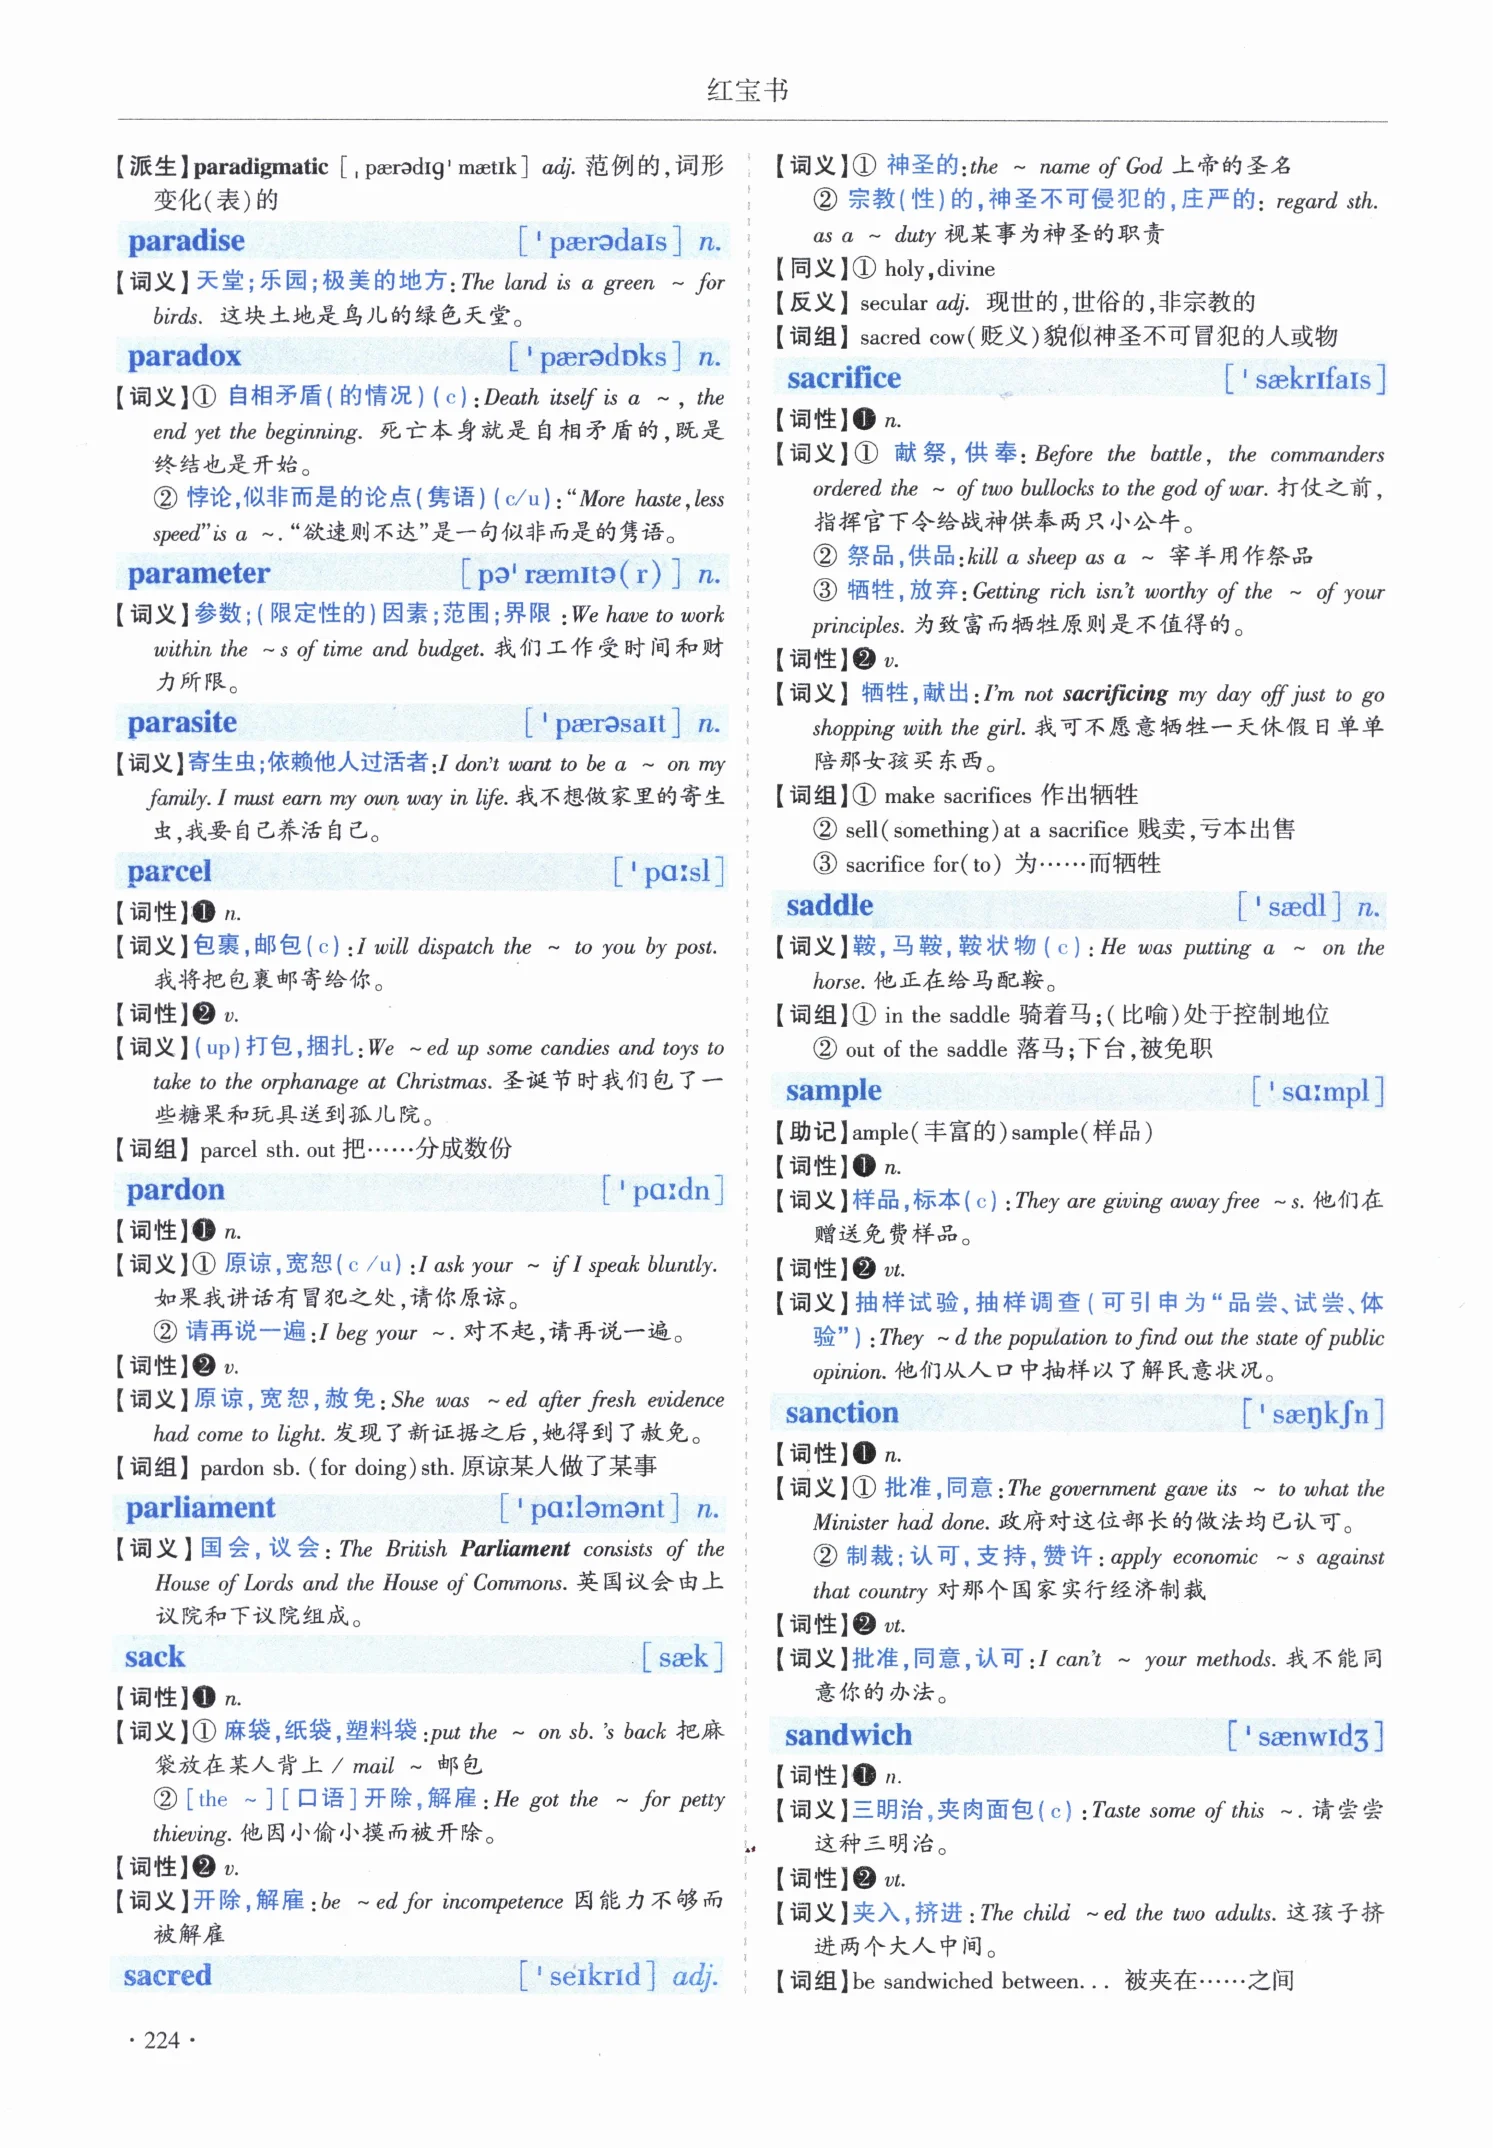 红宝书
【派生】paradigmatic [ˌpærədɪgˈmætɪk] adj. 范例的,词形
变化(表)的
paradise [ˈpærədaɪs] n.
【词义】天堂;乐园;极美的地方:The land is a green ~ for
birds. 这块土地是鸟儿的绿色天堂。
paradox [ˈpærədɒks] n.
【词义】① 自相矛盾(的情况)(c):Death itself is a ~, the
end yet the beginning. 死亡本身就是自相矛盾的,既是
终结也是开始。
② 悖论,似非而是的论点(隽语)(c/u):“More haste,less
speed”is a ~.“欲速则不达”是一句似非而是的隽语。
parameter [pəˈræmɪtə(r)] n.
【词义】参数;(限定性的)因素;范围;界限:We have to work
within the ~s of time and budget. 我们工作受时间和财
力所限。
parasite [ˈpærəsaɪt] n.
【词义】寄生虫;依赖他人过活者:I don't want to be a ~ on my
family. I must earn my own way in life. 我不想做家里的寄生
虫,我要自己养活自己。
parcel [ˈpɑːsl]
【词性】❶ n.
【词义】包裹,邮包(c):I will dispatch the ~ to you by post.
我将把包裹邮寄给你。
【词性】❷ v.
【词义】(up)打包,捆扎:We ~ed up some candies and toys to
take to the orphanage at Christmas. 圣诞节时我们包了一
些糖果和玩具送到孤儿院。
【词组】parcel sth. out 把……分成数份
pardon [ˈpɑːdn]
【词性】❶ n.
【词义】① 原谅,宽恕(c/u):I ask your ~ if I speak bluntly.
如果我讲话有冒犯之处,请你原谅。
② 请再说一遍:I beg your ~. 对不起,请再说一遍。
【词性】❷ v.
【词义】原谅,宽恕,赦免:She was ~ed after fresh evidence
had come to light. 发现了新证据之后,她得到了赦免。
【词组】pardon sb. (for doing)sth. 原谅某人做了某事
parliament [ˈpɑːləmənt] n.
【词义】国会,议会:The British Parliament consists of the
House of Lords and the House of Commons. 英国议会由上
议院和下议院组成。
sack [sæk]
【词性】❶ n.
【词义】① 麻袋,纸袋,塑料袋:put the ~ on sb. 's back 把麻
袋放在某人背上 / mail ~ 邮包
② [the ~][口语]开除,解雇:He got the ~ for petty
thieving. 他因小偷小摸而被开除。
【词性】❷ v.
【词义】开除,解雇:be ~ed for incompetence 因能力不够而
被解雇
sacred [ˈseɪkrɪd] adj.
【词义】① 神圣的:the ~ name of God 上帝的圣名
② 宗教(性)的,神圣不可侵犯的,庄严的: regard sth.
as a ~ duty 视某事为神圣的职责
【同义】① holy,divine
【反义】secular adj. 现世的,世俗的,非宗教的
【词组】sacred cow(贬义)貌似神圣不可冒犯的人或物
sacrifice [ˈsækrɪfaɪs]
【词性】❶ n.
【词义】① 献祭,供奉:Before the battle, the commanders
ordered the ~ of two bullocks to the god of war. 打仗之前,
指挥官下令给战神供奉两只小公牛。
② 祭品,供品:kill a sheep as a ~ 宰羊用作祭品
③ 牺牲,放弃:Getting rich isn't worthy of the ~ of your
principles. 为致富而牺牲原则是不值得的。
【词性】❷ v.
【词义】牺牲,献出:I'm not sacrificing my day off just to go
shopping with the girl. 我可不愿意牺牲一天休假日单单
陪那女孩买东西。
【词组】① make sacrifices 作出牺牲
② sell(something)at a sacrifice 贱卖,亏本出售
③ sacrifice for(to) 为……而牺牲
saddle [ˈsædl] n.
【词义】鞍,马鞍,鞍状物(c):He was putting a ~ on the
horse. 他正在给马配鞍。
【词组】① in the saddle 骑着马;(比喻)处于控制地位
② out of the saddle 落马;下台,被免职
sample [ˈsɑːmpl]
【助记】ample(丰富的)sample(样品)
【词性】❶ n.
【词义】样品,标本(c):They are giving away free ~s. 他们在
赠送免费样品。
【词性】❷ vt.
【词义】抽样试验,抽样调查(可引申为“品尝、试尝、体
验”):They ~d the population to find out the state of public
opinion. 他们从人口中抽样以了解民意状况。
sanction [ˈsæŋkʃn]
【词性】❶ n.
【词义】① 批准,同意:The government gave its ~ to what the
Minister had done. 政府对这位部长的做法均已认可。
② 制裁;认可,支持,赞许:apply economic ~s against
that country 对那个国家实行经济制裁
【词性】❷ vt.
【词义】批准,同意,认可:I can't ~ your methods. 我不能同
意你的办法。
sandwich [ˈsænwɪdʒ]
【词性】❶ n.
【词义】三明治,夹肉面包(c):Taste some of this ~. 请尝尝
这种三明治。
【词性】❷ vt.
【词义】夹入,挤进:The child ~ed the two adults. 这孩子挤
进两个大人中间。
【词组】be sandwiched between... 被夹在……之间
·224·